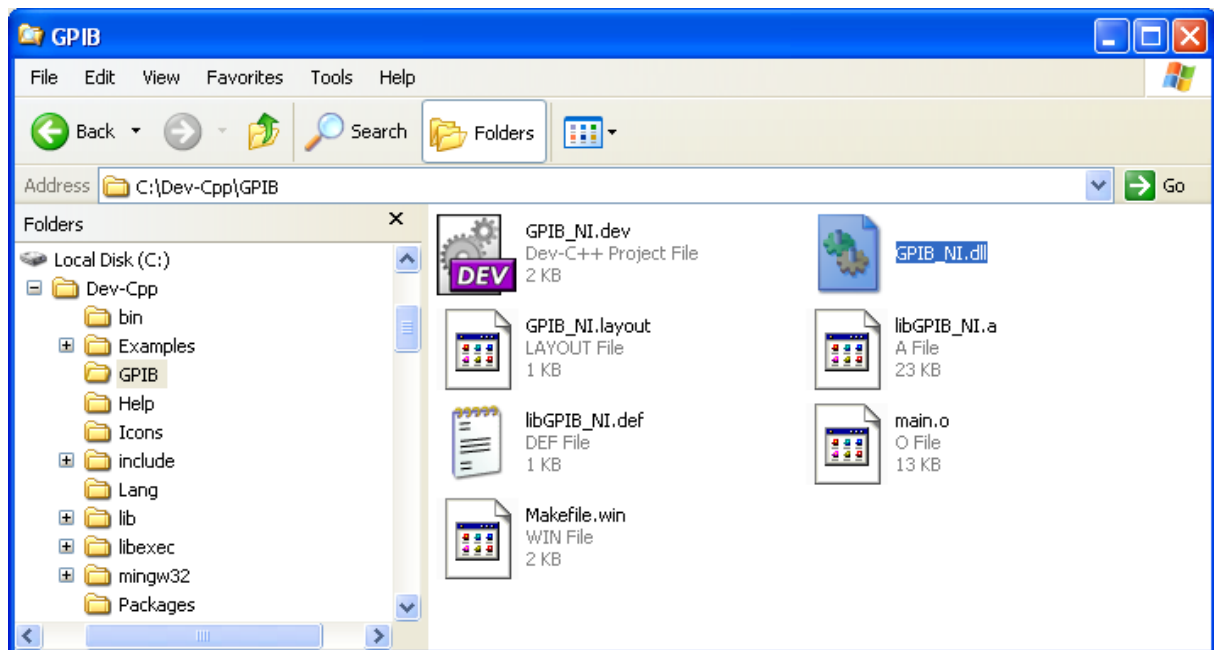 GPIB
File Edit View Favorites Tools Help
Back Search Folders
Address C:\Dev-Cpp\GPIB Go
Folders
Local Disk (C:)
Dev-Cpp
bin
Examples
GPIB
Help
Icons
include
Lang
lib
libexec
mingw32
Packages
GPIB_NI.dev
Dev-C++ Project File
2 KB
DEV
GPIB_NI.dll
GPIB_NI.layout
LAYOUT File
1 KB
libGPIB_NI.a
A File
23 KB
libGPIB_NI.def
DEF File
1 KB
main.o
O File
13 KB
Makefile.win
WIN File
2 KB